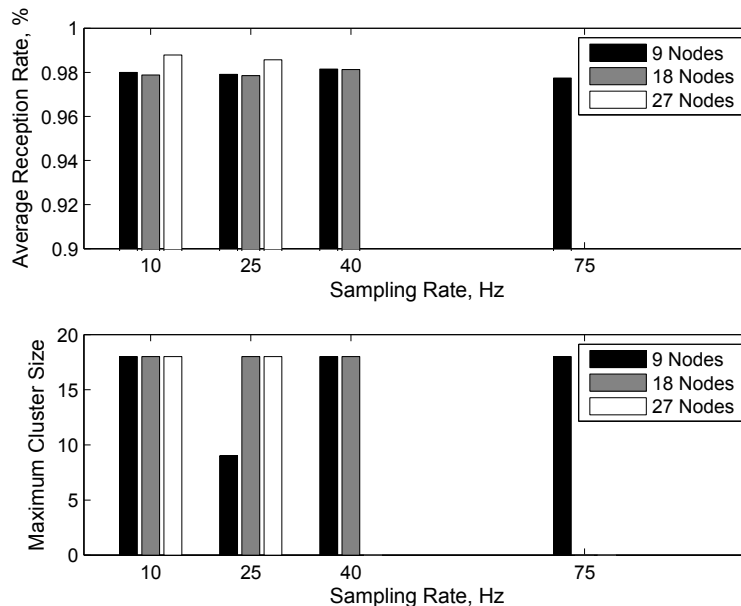 1
0.98
0.96
0.94
0.92
0.9
Average Reception Rate, %
10 25 40 75
Sampling Rate, Hz
9 Nodes
18 Nodes
27 Nodes
20
15
10
5
0
Maximum Cluster Size
10 25 40 75
Sampling Rate, Hz
9 Nodes
18 Nodes
27 Nodes